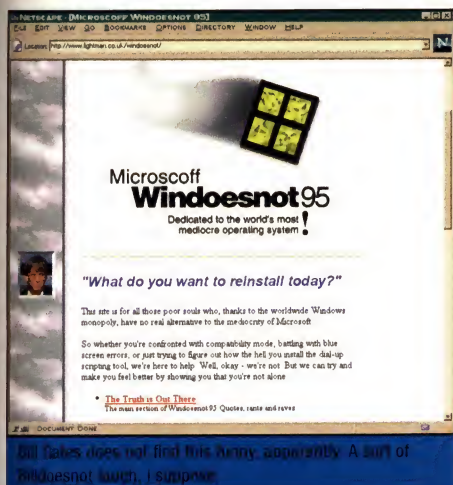 Netscape - [Microscoff Windoesnot 95]
File Edit View Go Bookmarks Options Directory Window Help
Location: http://www.lightman.co.uk/windoesnot/
N
Microscoff
Windoesnot 95
Dedicated to the world's most
mediocre operating system!
"What do you want to reinstall today?"
This site is for all those poor souls who, thanks to the worldwide Windows
monopoly, have no real alternative to the mediocrity of Microsoft
So whether you're confronted with compatibility mode, battling with blue
screen errors, or just trying to figure out how the hell you install the dial-up
scripting tool, we're here to help. Well, okay - we're not. But we can try and
make you feel better by showing you that you're not alone
• The Truth is Out There
The main section of Windoesnot 95 Quotes, rants and raves
Document Done
Bill Gates does not find this funny, apparently. A sort of
Billdoesnot laugh, I suppose.